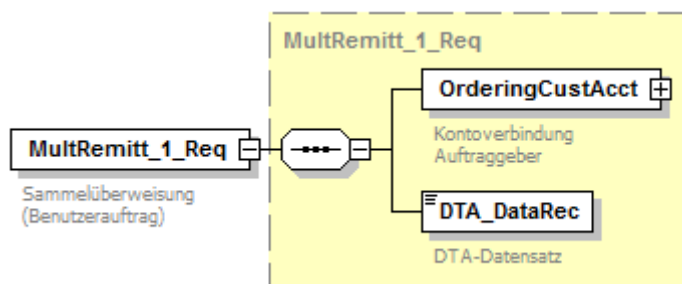 MultRemitt_1_Req
OrderingCustAcct
Kontoverbindung
Auftraggeber
MultRemitt_1_Req
Sammelüberweisung
(Benutzerauftrag)
DTA_DataRec
DTA-Datensatz